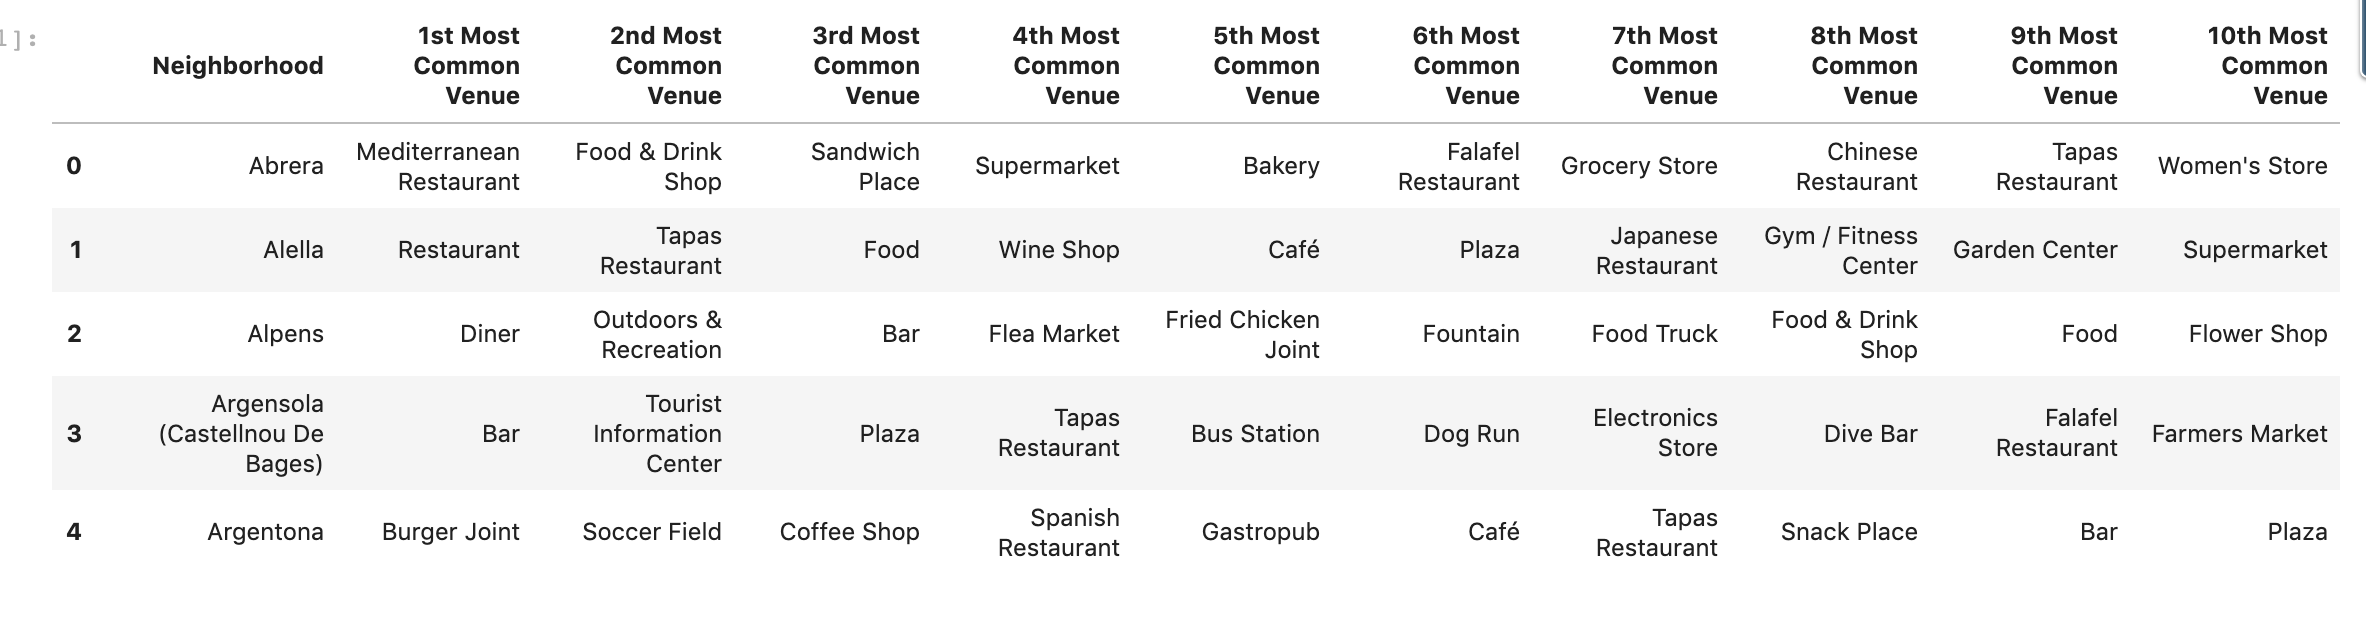 1]:
Neighborhood 1st Most Common Venue 2nd Most Common Venue 3rd Most Common Venue 4th Most Common Venue 5th Most Common Venue 6th Most Common Venue 7th Most Common Venue 8th Most Common Venue 9th Most Common Venue 10th Most Common Venue
0 Abrera Mediterranean Restaurant Food & Drink Shop Sandwich Place Supermarket Bakery Falafel Restaurant Grocery Store Chinese Restaurant Tapas Restaurant Women's Store
1 Alella Restaurant Tapas Restaurant Food Wine Shop Café Plaza Japanese Restaurant Gym / Fitness Center Garden Center Supermarket
2 Alpens Diner Outdoors & Recreation Bar Flea Market Fried Chicken Joint Fountain Food Truck Food & Drink Shop Food Flower Shop
3 Argensola (Castellnou De Bages) Bar Tourist Information Center Plaza Tapas Restaurant Bus Station Dog Run Electronics Store Dive Bar Falafel Restaurant Farmers Market
4 Argentona Burger Joint Soccer Field Coffee Shop Spanish Restaurant Gastropub Café Tapas Restaurant Snack Place Bar Plaza